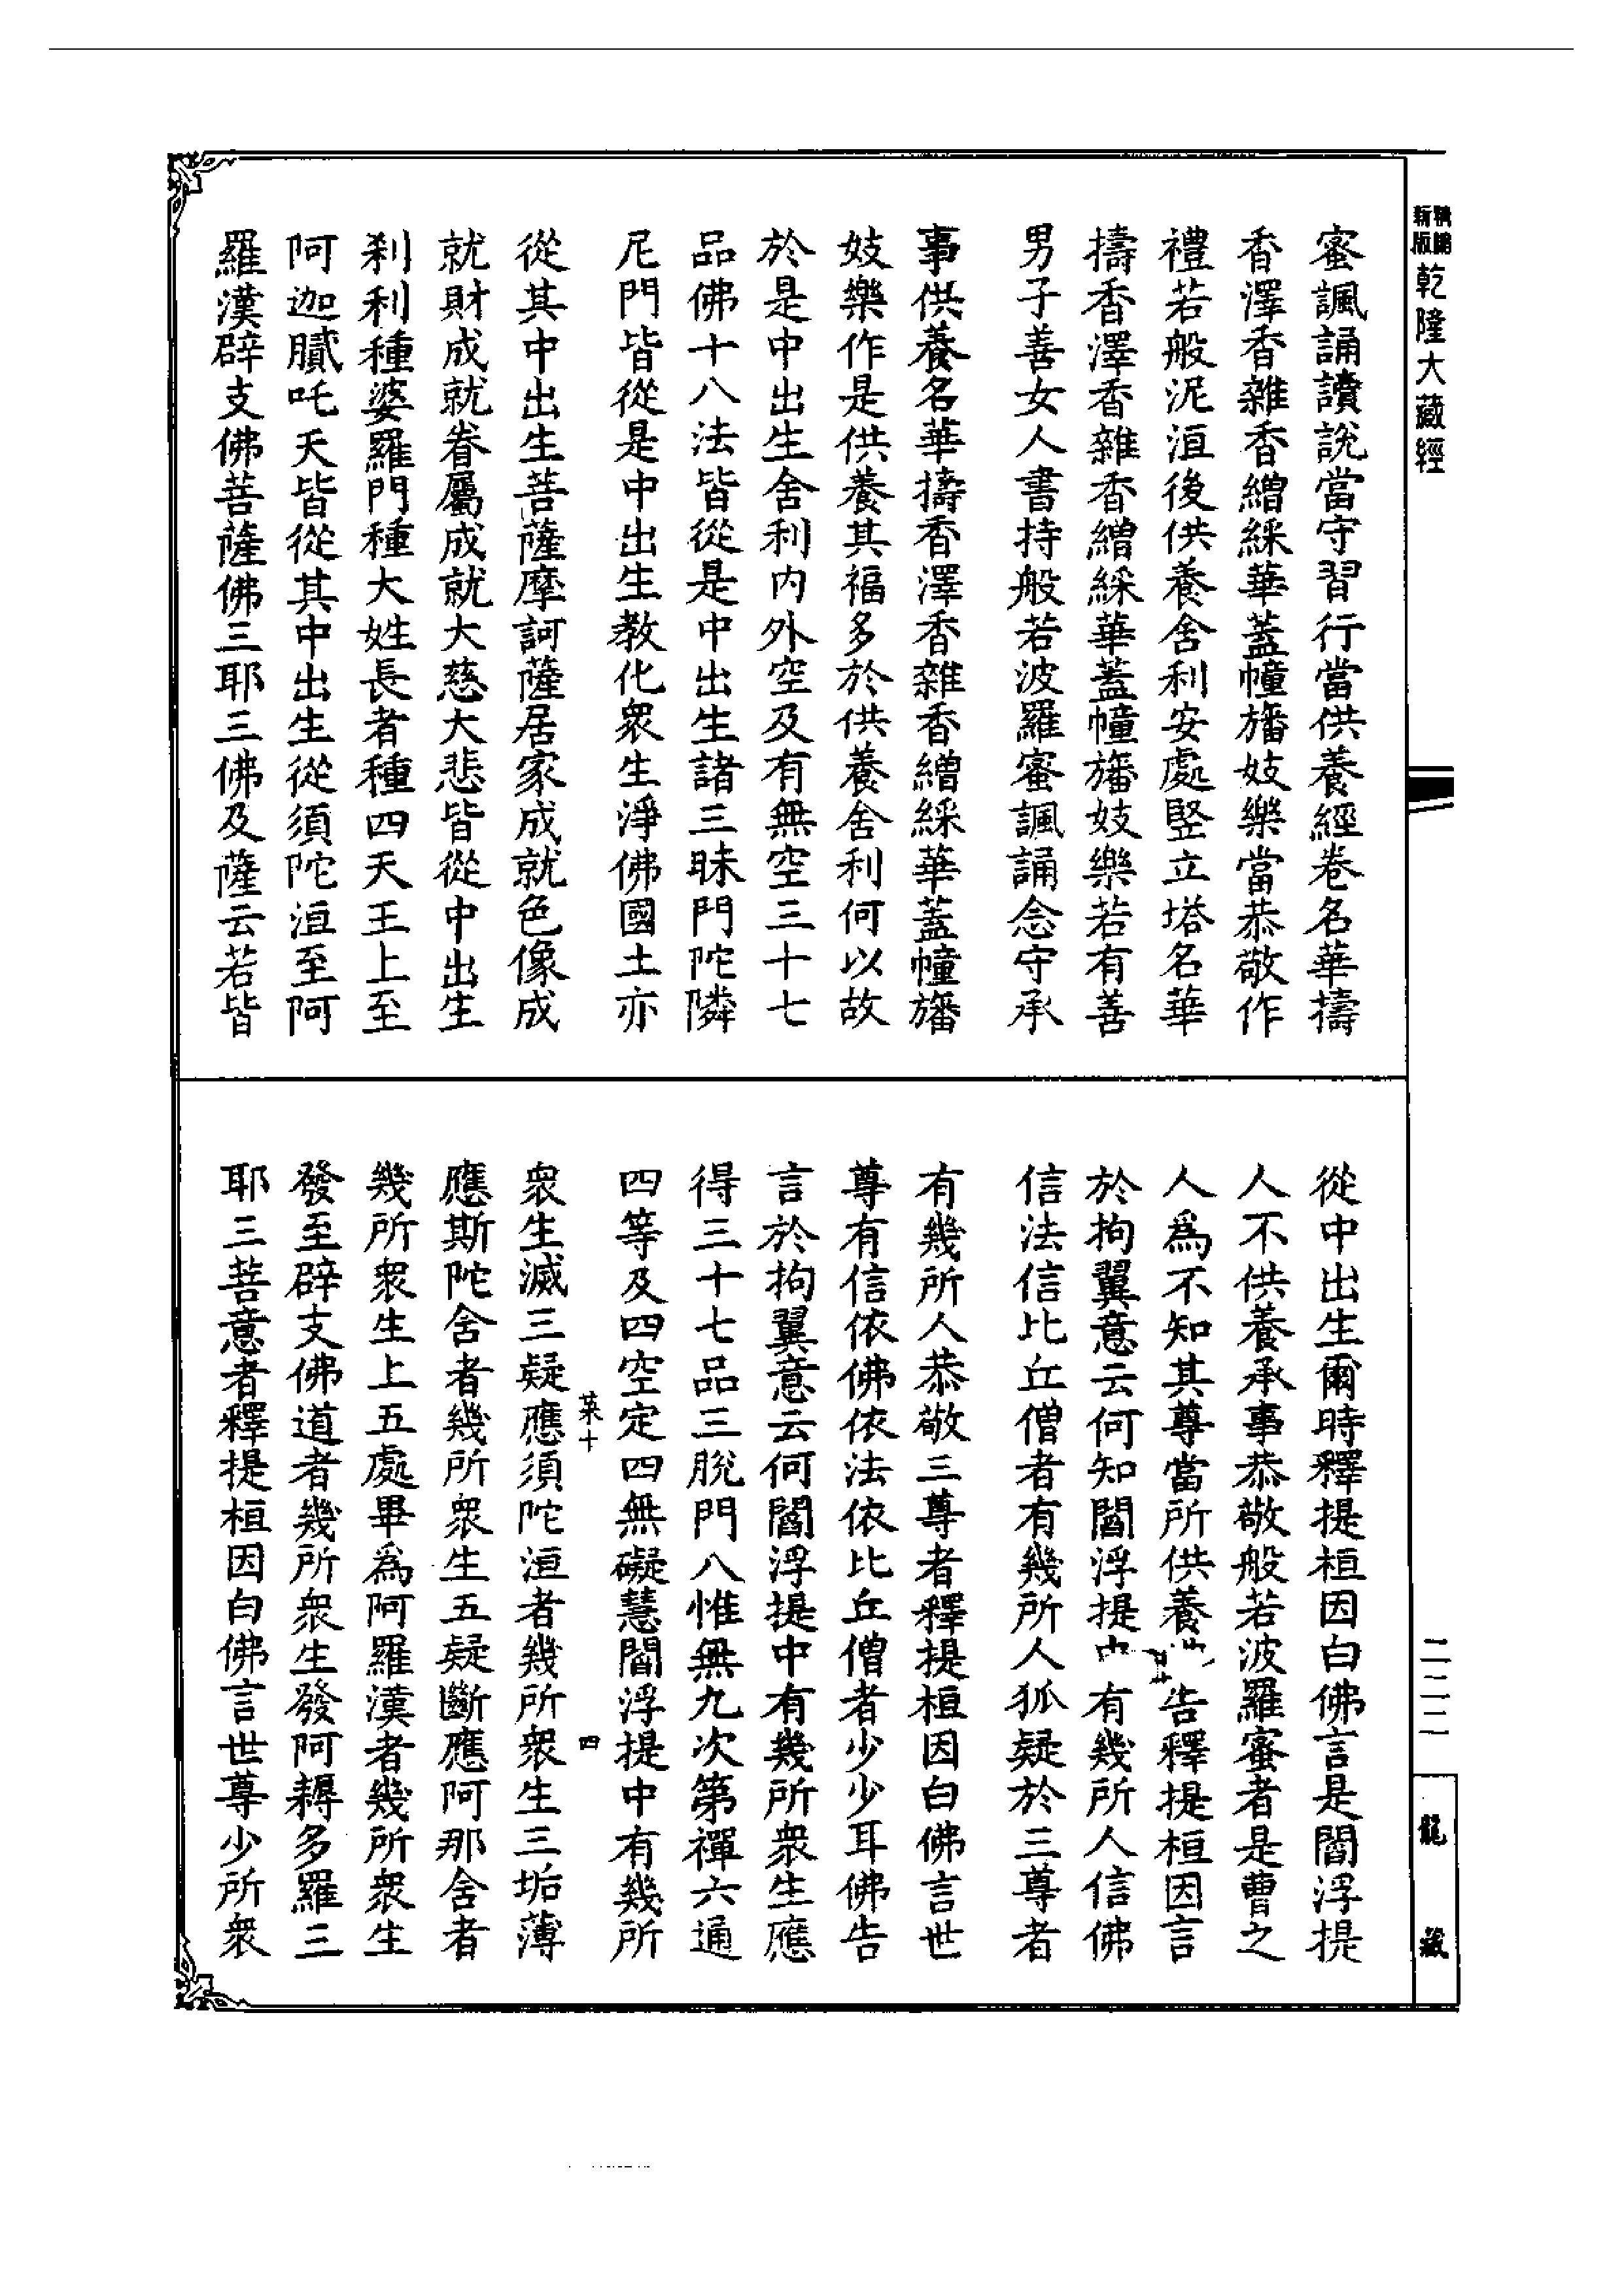 乾隆大藏經
蜜諷誦讀說當守習行當供養經卷名華擣
香澤香雜香繒綵華蓋幢旛妓樂當恭敬作
禮若般泥洹後供養舍利安處竪立塔名華
擣香澤香雜香繒綵華蓋幢旛妓樂若有善
男子善女人書持般若波羅蜜諷誦念守承
事供養名華擣香澤香雜香繒綵華蓋幢旛
妓樂作是供養其福多於供養舍利何以故
於是中出生舍利內外空及有無空三十七
品佛十八法皆從是中出生諸三昧門陀隣
尼門皆從是中出生教化衆生淨佛國土亦
從其中出生菩薩摩訶薩居家成就色像成
就財成就眷屬成就大慈大悲皆從中出生
刹利種婆羅門種大姓長者種四天王上至
阿迦膩吒天皆從其中出生從須陀洹至阿
羅漢辟支佛菩薩佛三耶三佛及薩云若皆
從中出生爾時釋提桓因白佛言是閻浮提
人不供養承事恭敬般若波羅蜜者是曹之
人爲不知其尊當所供養告釋提桓因言
於拘翼意云何知閻浮提中有幾所人信佛
信法信比丘僧者有幾所人狐疑於三尊者
有幾所人恭敬三尊者釋提桓因白佛言世
尊有信依佛依法依比丘僧者少少耳佛告
言於拘翼意云何閻浮提中有幾所衆生應
得三十七品三脫門八惟無九次第禪六通
四等及四空定四無礙慧閻浮提中有幾所
菜十
四
衆生滅三疑應須陀洹者幾所衆生三垢薄
應斯陀舍者幾所衆生五疑斷應阿那舍者
幾所衆生上五處畢爲阿羅漢者幾所衆生
發至辟支佛道者幾所衆生發阿耨多羅三
耶三菩意者釋提桓因白佛言世尊少所衆
龍藏